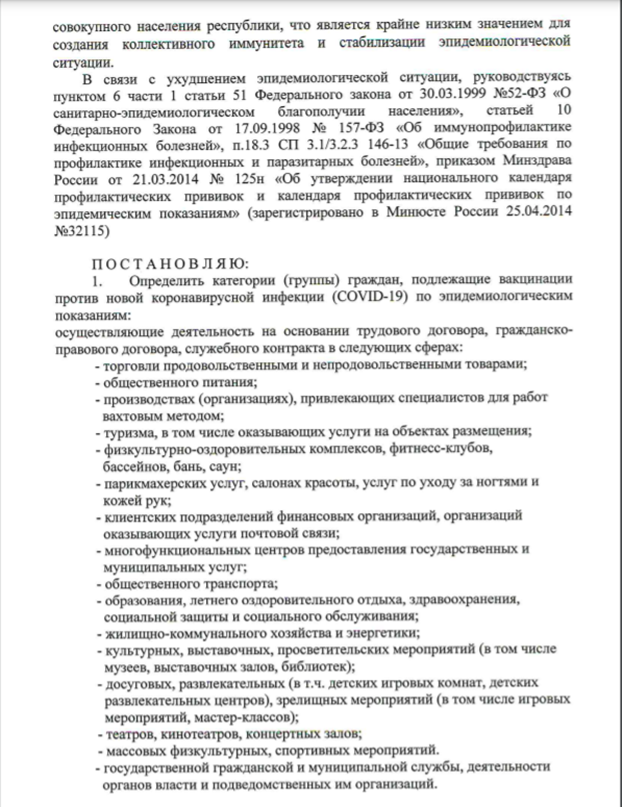 совокупного населения республики, что является крайне низким значением для
создания коллективного иммунитета и стабилизации эпидемиологической
ситуации.
В связи с ухудшением эпидемиологической ситуации, руководствуясь
пунктом 6 части 1 статьи 51 Федерального закона от 30.03.1999 №52-ФЗ «О
санитарно-эпидемиологическом благополучии населения», статьей 10
Федерального Закона от 17.09.1998 № 157-ФЗ «Об иммунопрофилактике
инфекционных болезней», п.18.3 СП 3.1/3.2.3 146-13 «Общие требования по
профилактике инфекционных и паразитарных болезней», приказом Минздрава
России от 21.03.2014 № 125н «Об утверждении национального календаря
профилактических прививок и календаря профилактических прививок по
эпидемическим показаниям» (зарегистрировано в Минюсте России 25.04.2014
№32115)
П О С Т А Н О В Л Я Ю:
1. Определить категории (группы) граждан, подлежащие вакцинации
против новой коронавирусной инфекции (COVID-19) по эпидемиологическим
показаниям:
осуществляющие деятельность на основании трудового договора, гражданско-
правового договора, служебного контракта в следующих сферах:
- торговли продовольственными и непродовольственными товарами;
- общественного питания;
- производствах (организациях), привлекающих специалистов для работ
вахтовым методом;
- туризма, в том числе оказывающих услуги на объектах размещения;
- физкультурно-оздоровительных комплексов, фитнесс-клубов,
бассейнов, бань, саун;
- парикмахерских услуг, салонах красоты, услуг по уходу за ногтями и
кожей рук;
- клиентских подразделений финансовых организаций, организаций
оказывающих услуги почтовой связи;
- многофункциональных центров предоставления государственных и
муниципальных услуг;
- общественного транспорта;
- образования, летнего оздоровительного отдыха, здравоохранения,
социальной защиты и социального обслуживания;
- жилищно-коммунального хозяйства и энергетики;
- культурных, выставочных, просветительских мероприятий (в том числе
музеев, выставочных залов, библиотек);
- досуговых, развлекательных (в т.ч. детских игровых комнат, детских
развлекательных центров), зрелищных мероприятий (в том числе игровых
мероприятий, мастер-классов);
- театров, кинотеатров, концертных залов;
- массовых физкультурных, спортивных мероприятий.
- государственной гражданской и муниципальной службы, деятельности
органов власти и подведомственных им организаций.